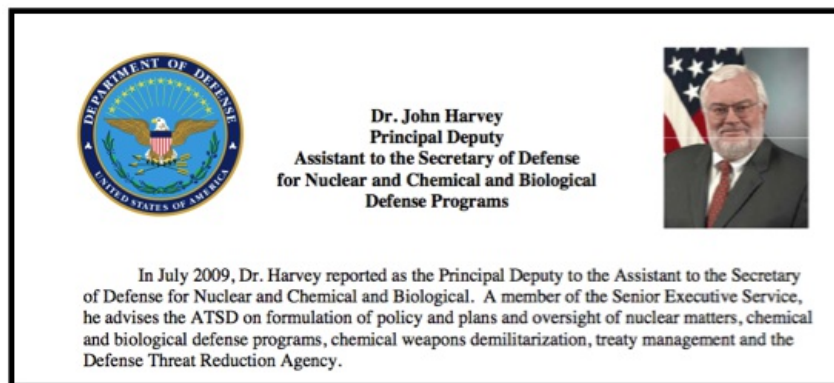 DEPARTMENT OF DEFENSE
UNITED STATES OF AMERICA
Dr. John Harvey
Principal Deputy
Assistant to the Secretary of Defense
for Nuclear and Chemical and Biological
Defense Programs
In July 2009, Dr. Harvey reported as the Principal Deputy to the Assistant to the Secretary
of Defense for Nuclear and Chemical and Biological. A member of the Senior Executive Service,
he advises the ATSD on formulation of policy and plans and oversight of nuclear matters, chemical
and biological defense programs, chemical weapons demilitarization, treaty management and the
Defense Threat Reduction Agency.